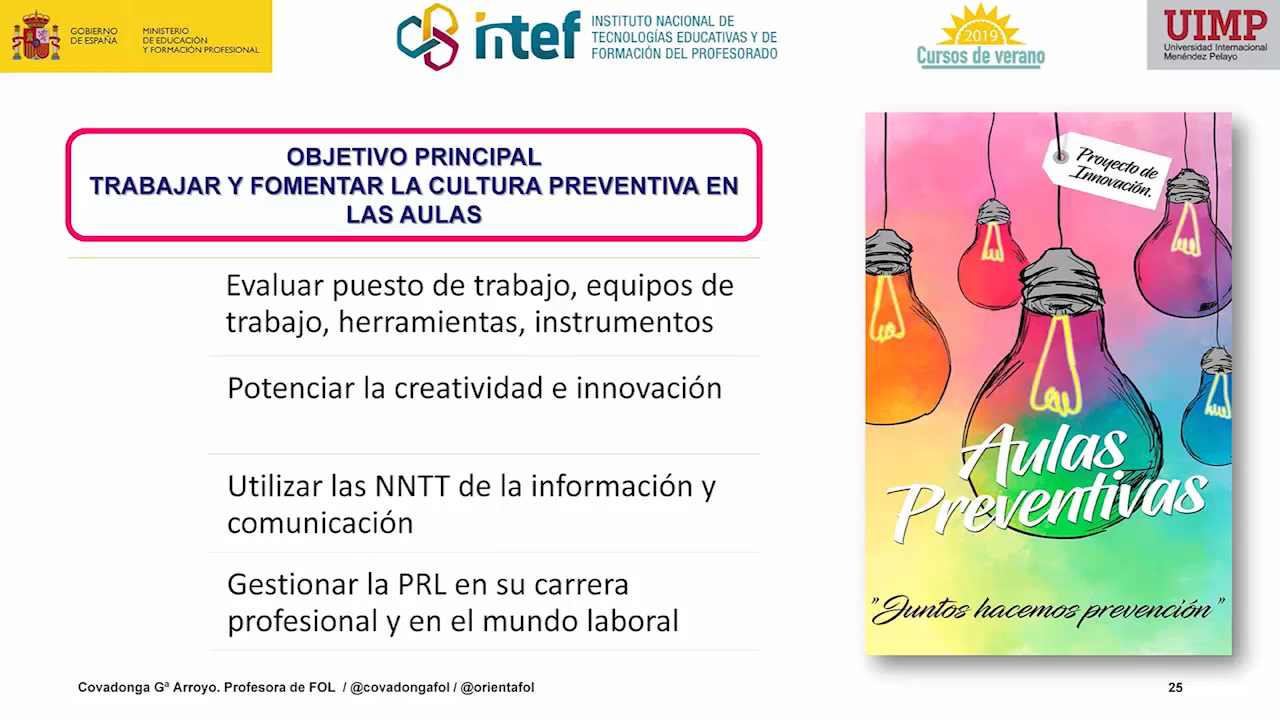 GOBIERNO
DE ESPAÑA
MINISTERIO
DE EDUCACIÓN
Y FORMACIÓN PROFESIONAL
intef
INSTITUTO NACIONAL DE
TECNOLOGÍAS EDUCATIVAS Y DE
FORMACIÓN DEL PROFESORADO
2019
Cursos de verano
UIMP
Universidad Internacional
Menéndez Pelayo
OBJETIVO PRINCIPAL
TRABAJAR Y FOMENTAR LA CULTURA PREVENTIVA EN
LAS AULAS
Evaluar puesto de trabajo, equipos de
trabajo, herramientas, instrumentos
Potenciar la creatividad e innovación
Utilizar las NNTT de la información y
comunicación
Gestionar la PRL en su carrera
profesional y en el mundo laboral
Proyecto de
Innovación.
Aulas
Preventivas
"Juntos hacemos prevención"
Covadonga Gª Arroyo. Profesora de FOL / @covadongafol / @orientafol
25